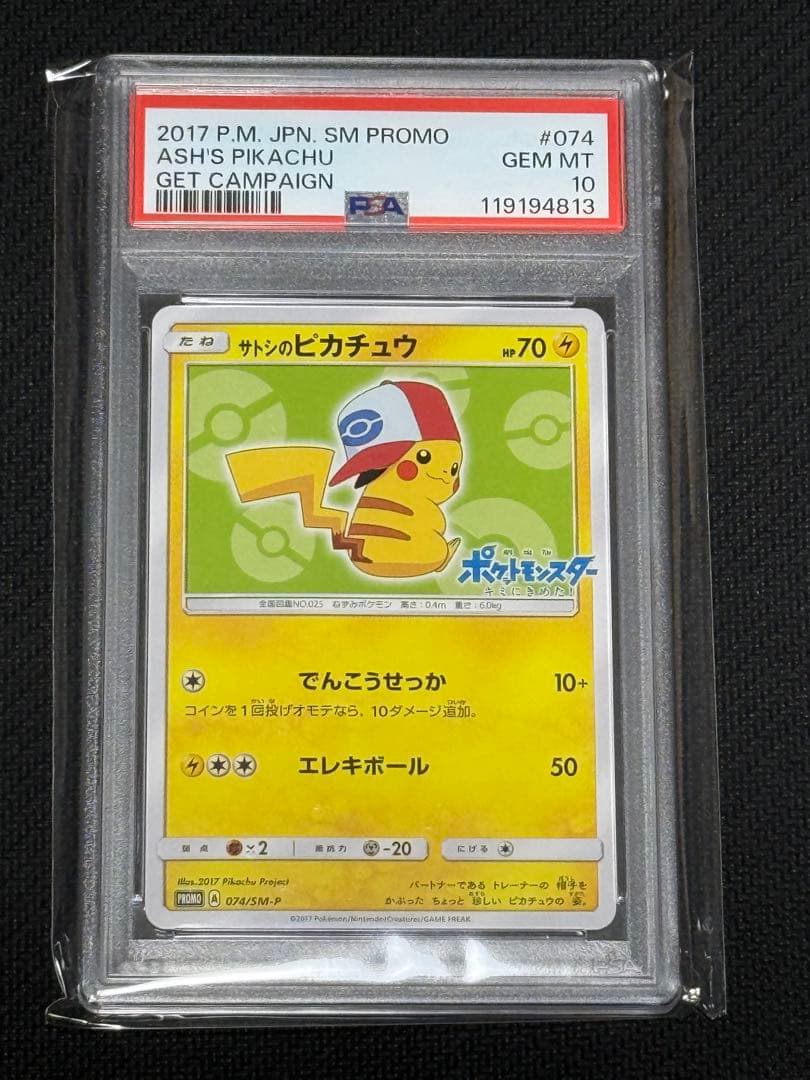 2017 P.M. JPN. SM PROMO #074
ASH'S PIKACHU GEM MT
GET CAMPAIGN 10
PSA 119194813
たね サトシのピカチュウ HP70
劇場版
ポケットモンスター
キミにきめた!
全国図鑑NO.025 ねずみポケモン 高さ:0.4m 重さ:6.0kg
でんこうせっか 10+
コインを1回投げオモテなら、10ダメージ追加。
エレキボール 50
弱点 ×2 抵抗力 -20 にげる
Illus.2017 Pikachu Project
パートナーである トレーナーの 帽子を
かぶった ちょっと 珍しい ピカチュウの 姿。
PROMO A 074/SM-P
©2017 Pokémon/Nintendo/Creatures/GAME FREAK